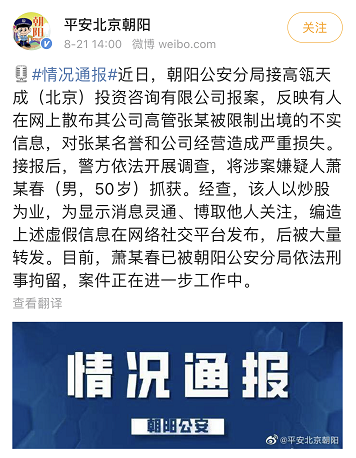 朝阳
平安北京朝阳
8-21 14:00 微博 weibo.com
关注
#情况通报#近日，朝阳公安分局接高瓴天
成（北京）投资咨询有限公司报案，反映有人
在网上散布其公司高管张某被限制出境的不实
信息，对张某名誉和公司经营造成严重损失。
接报后，警方依法开展调查，将涉案嫌疑人萧
某春（男，50岁）抓获。经查，该人以炒股
为业，为显示消息灵通、博取他人关注，编造
上述虚假信息在网络社交平台发布，后被大量
转发。目前，萧某春已被朝阳公安分局依法刑
事拘留，案件正在进一步工作中。
查看翻译
情况通报
朝阳公安
@平安北京朝阳